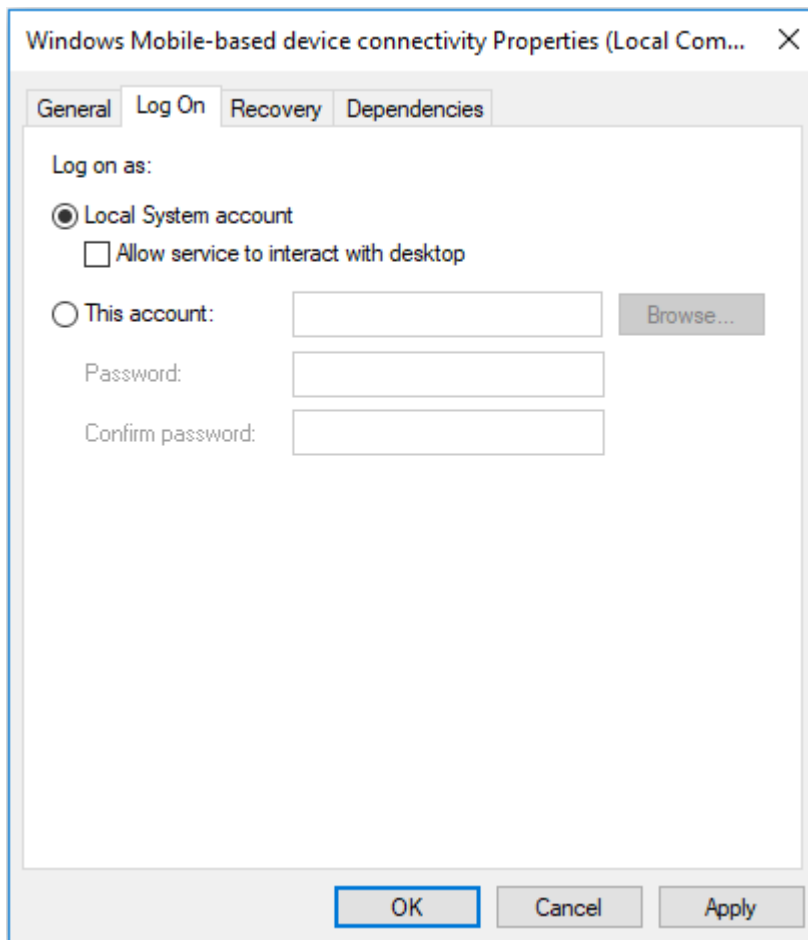 Windows Mobile-based device connectivity Properties (Local Com...
General Log On Recovery Dependencies
Log on as:
Local System account
Allow service to interact with desktop
This account: Browse...
Password:
Confirm password:
OK Cancel Apply